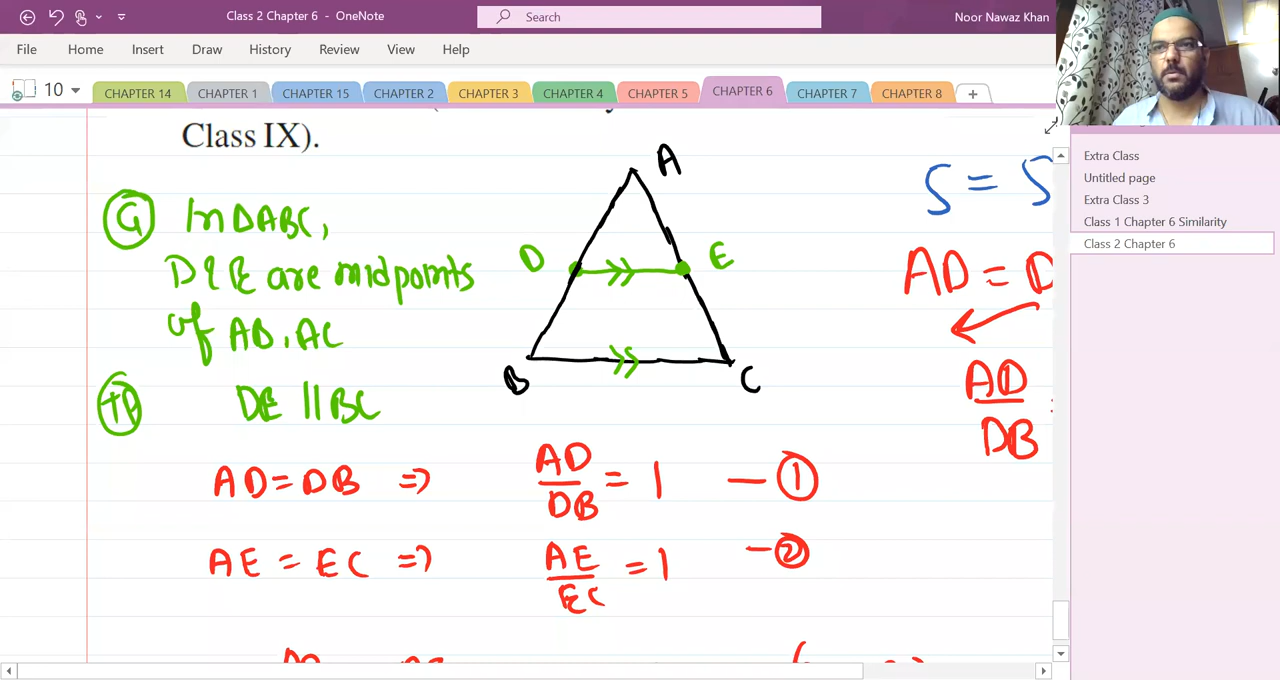 Class 2 Chapter 6 - OneNote
Search
Noor Nawaz Khan
File Home Insert Draw History Review View Help
10 CHAPTER 14 CHAPTER 1 CHAPTER 15 CHAPTER 2 CHAPTER 3 CHAPTER 4 CHAPTER 5 CHAPTER 6 CHAPTER 7 CHAPTER 8 +
Class IX).
Extra Class
Untitled page
Extra Class 3
Class 1 Chapter 6 Similarity
Class 2 Chapter 6
G In ΔABC,
D & E are midpoints
of AB, AC
TP DE || BC
A
D E
B C
S = S
AD = D
AD
DB
AD = DB => AD/DB = 1 — ①
AE = EC => AE/EC = 1 — ②